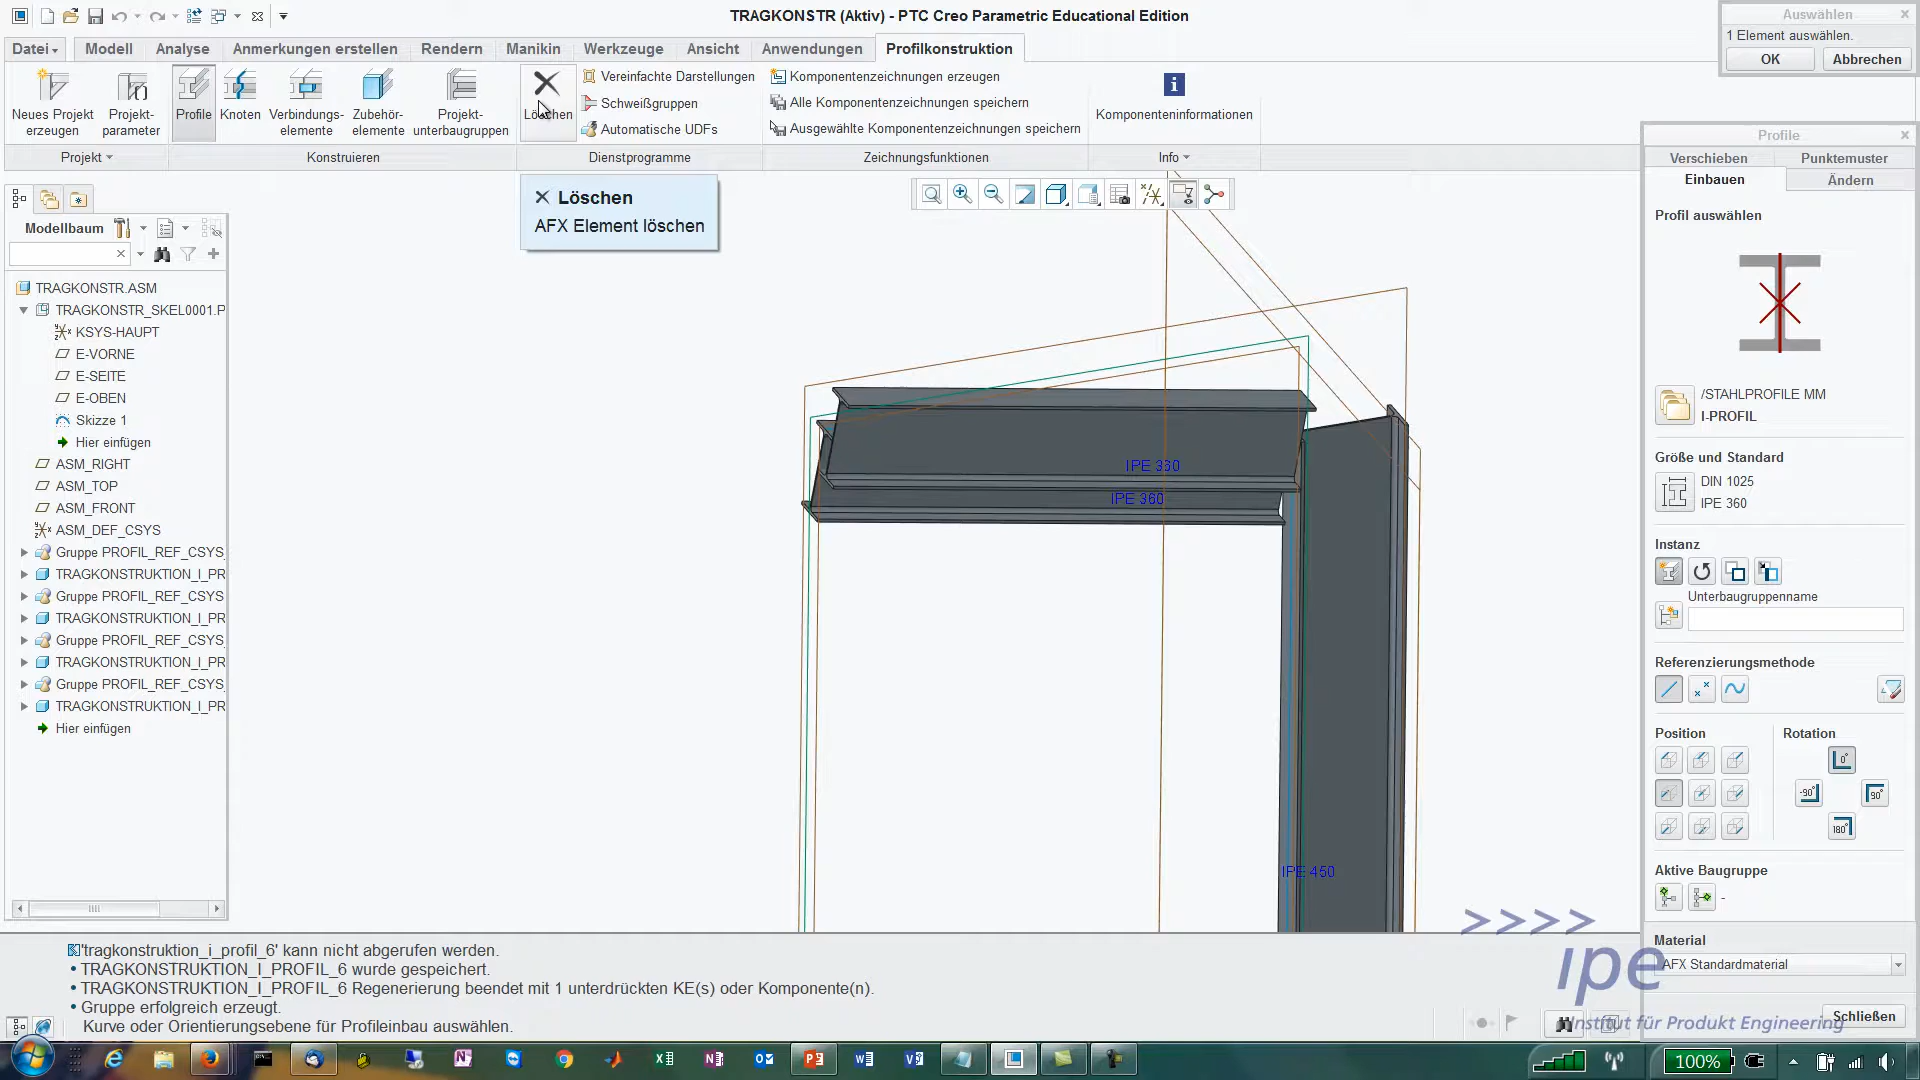 TRAGKONSTR (Aktiv) - PTC Creo Parametric Educational Edition
Auswählen
1 Element auswählen.
OK
Abbrechen
Datei
Modell
Analyse
Anmerkungen erstellen
Rendern
Manikin
Werkzeuge
Ansicht
Anwendungen
Profilkonstruktion
Neues Projekt
erzeugen
Projekt-
parameter
Profile
Knoten
Verbindungs-
elemente
Zubehör-
elemente
Projekt-
unterbaugruppen
Löschen
Vereinfachte Darstellungen
Schweißgruppen
Automatische UDFs
Komponentenzeichnungen erzeugen
Alle Komponentenzeichnungen speichern
Ausgewählte Komponentenzeichnungen speichern
Komponenteninformationen
Projekt
Konstruieren
Dienstprogramme
Zeichnungsfunktionen
Info
Löschen
AFX Element löschen
Modellbaum
TRAGKONSTR.ASM
TRAGKONSTR_SKEL0001.P
KSYS-HAUPT
E-VORNE
E-SEITE
E-OBEN
Skizze 1
Hier einfügen
ASM_RIGHT
ASM_TOP
ASM_FRONT
ASM_DEF_CSYS
Gruppe PROFIL_REF_CSYS_
TRAGKONSTRUKTION_I_PR
Gruppe PROFIL_REF_CSYS
TRAGKONSTRUKTION_I_PR
Gruppe PROFIL_REF_CSYS_
TRAGKONSTRUKTION_I_PR
Gruppe PROFIL_REF_CSYS_
TRAGKONSTRUKTION_I_PR
Hier einfügen
IPE 360
IPE 360
IPE 450
Profile
Verschieben
Punktemuster
Einbauen
Ändern
Profil auswählen
/STAHLPROFILE MM
I-PROFIL
Größe und Standard
DIN 1025
IPE 360
Instanz
Unterbaugruppenname
Referenzierungsmethode
Position
Rotation
0°
-90°
90°
180°
Aktive Baugruppe
-
Material
AFX Standardmaterial
Schließen
>>>>
ipe
Institut für Produkt Engineering
'tragkonstruktion_i_profil_6' kann nicht abgerufen werden.
• TRAGKONSTRUKTION_I_PROFIL_6 wurde gespeichert.
• TRAGKONSTRUKTION_I_PROFIL_6 Regenerierung beendet mit 1 unterdrückten KE(s) oder Komponente(n).
• Gruppe erfolgreich erzeugt.
Kurve oder Orientierungsebene für Profileinbau auswählen.
100%